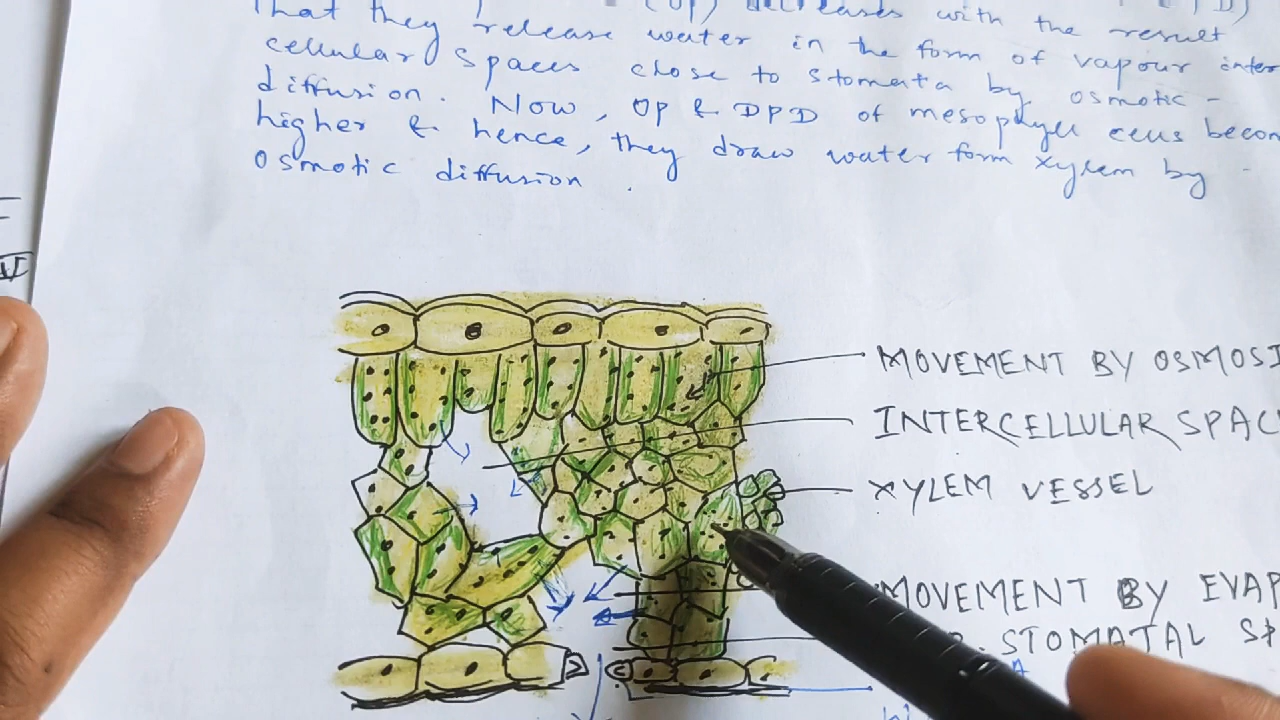 That they release water in the form of vapour inter
cellular spaces close to stomata by osmotic -
diffusion. Now, OP & DPD of mesophyll cells becom
higher & hence, they draw water form xylem by -
osmotic diffusion.
MOVEMENT BY OSMOSI
INTERCELLULAR SPAC
XYLEM VESSEL
MOVEMENT BY EVAP
STOMATAL SP